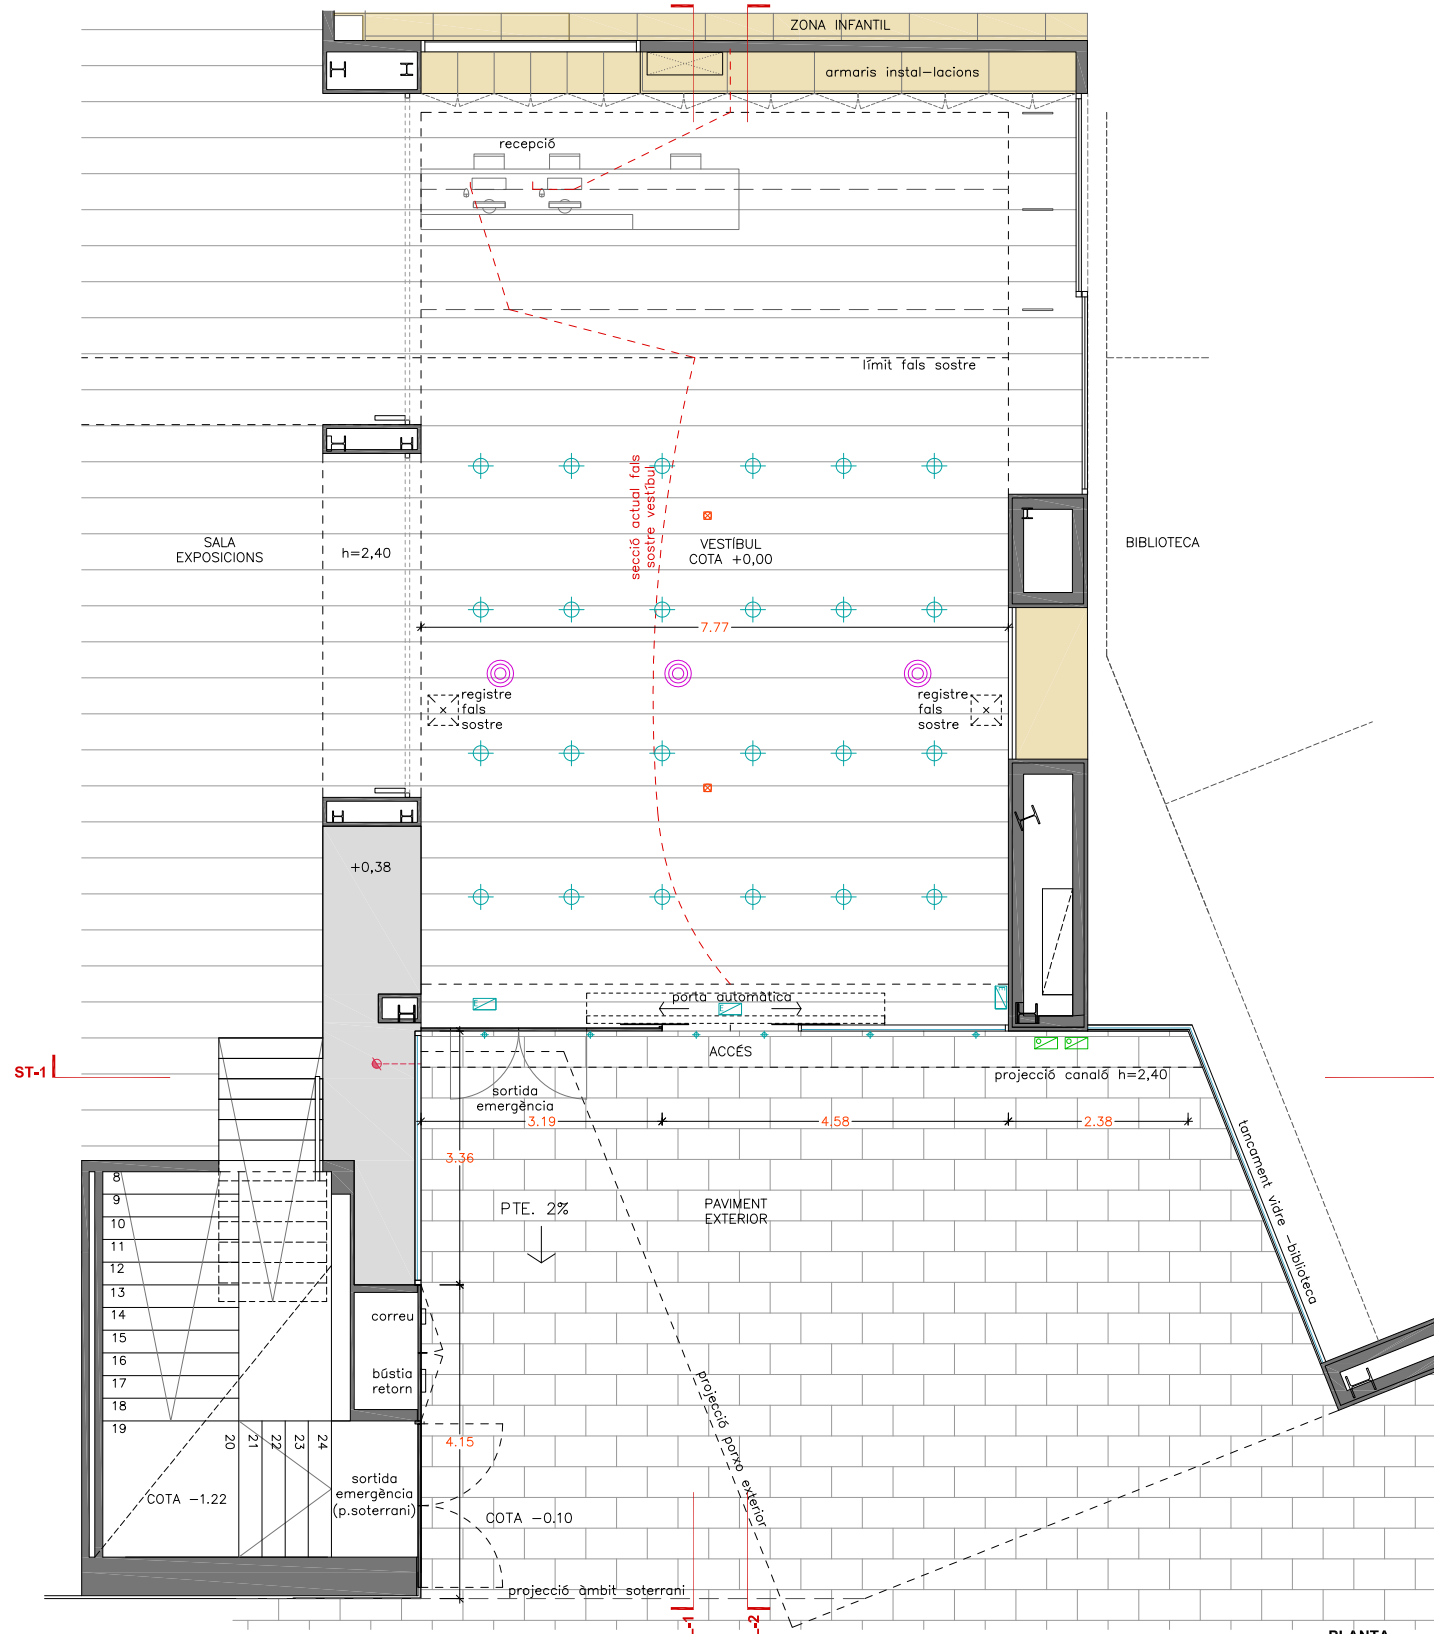 ZONA INFANTIL
armaris instal-lacions
recepció
límit fals sostre
secció actual fals
sostre vestíbul
SALA
EXPOSICIONS
h=2,40
VESTÍBUL
COTA +0,00
BIBLIOTECA
7.77
registre
fals
sostre
registre
fals
sostre
+0,38
porta automàtica
ACCÉS
ST-1
sortida
emergència
projecció canaló h=2,40
3.19
4.58
2.38
3.36
tancament vidre -biblioteca
PTE. 2%
PAVIMENT
EXTERIOR
8
9
10
11
12
13
14
15
16
17
18
19
20
21
22
23
24
correu
bústia
retorn
projecció porxo exterior
4.15
sortida
emergència
(p.soterrani)
COTA -1.22
COTA -0.10
projecció àmbit soterrani
-1
-2
PLANTA